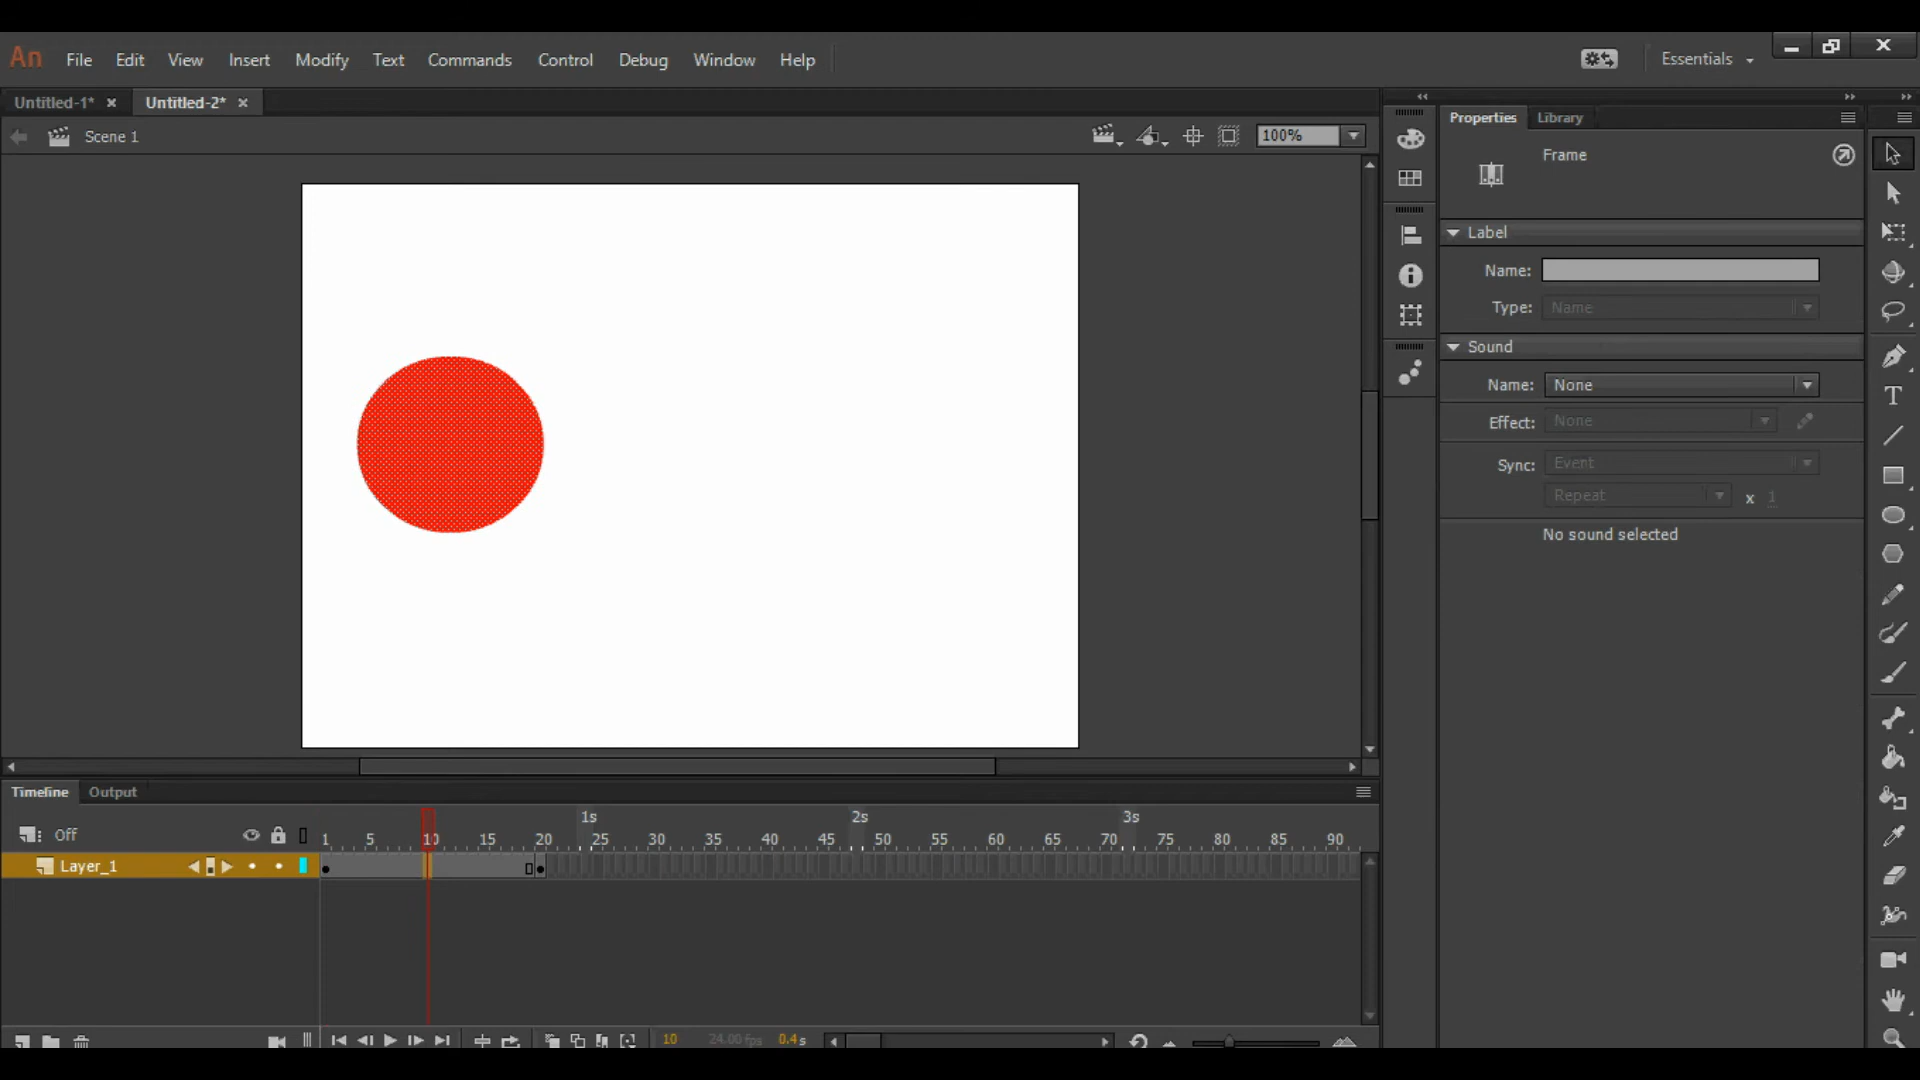 An File Edit View Insert Modify Text Commands Control Debug Window Help Essentials
Untitled-1* × Untitled-2* ×
Scene 1 100%
Properties Library
Frame
Label
Name:
Type: Name
Sound
Name: None
Effect: None
Sync: Event
Repeat x 1
No sound selected
Timeline Output
1s 2s 3s
Off 1 5 10 15 20 25 30 35 40 45 50 55 60 65 70 75 80 85 90
Layer_1
10 24.00 fps 0.4 s